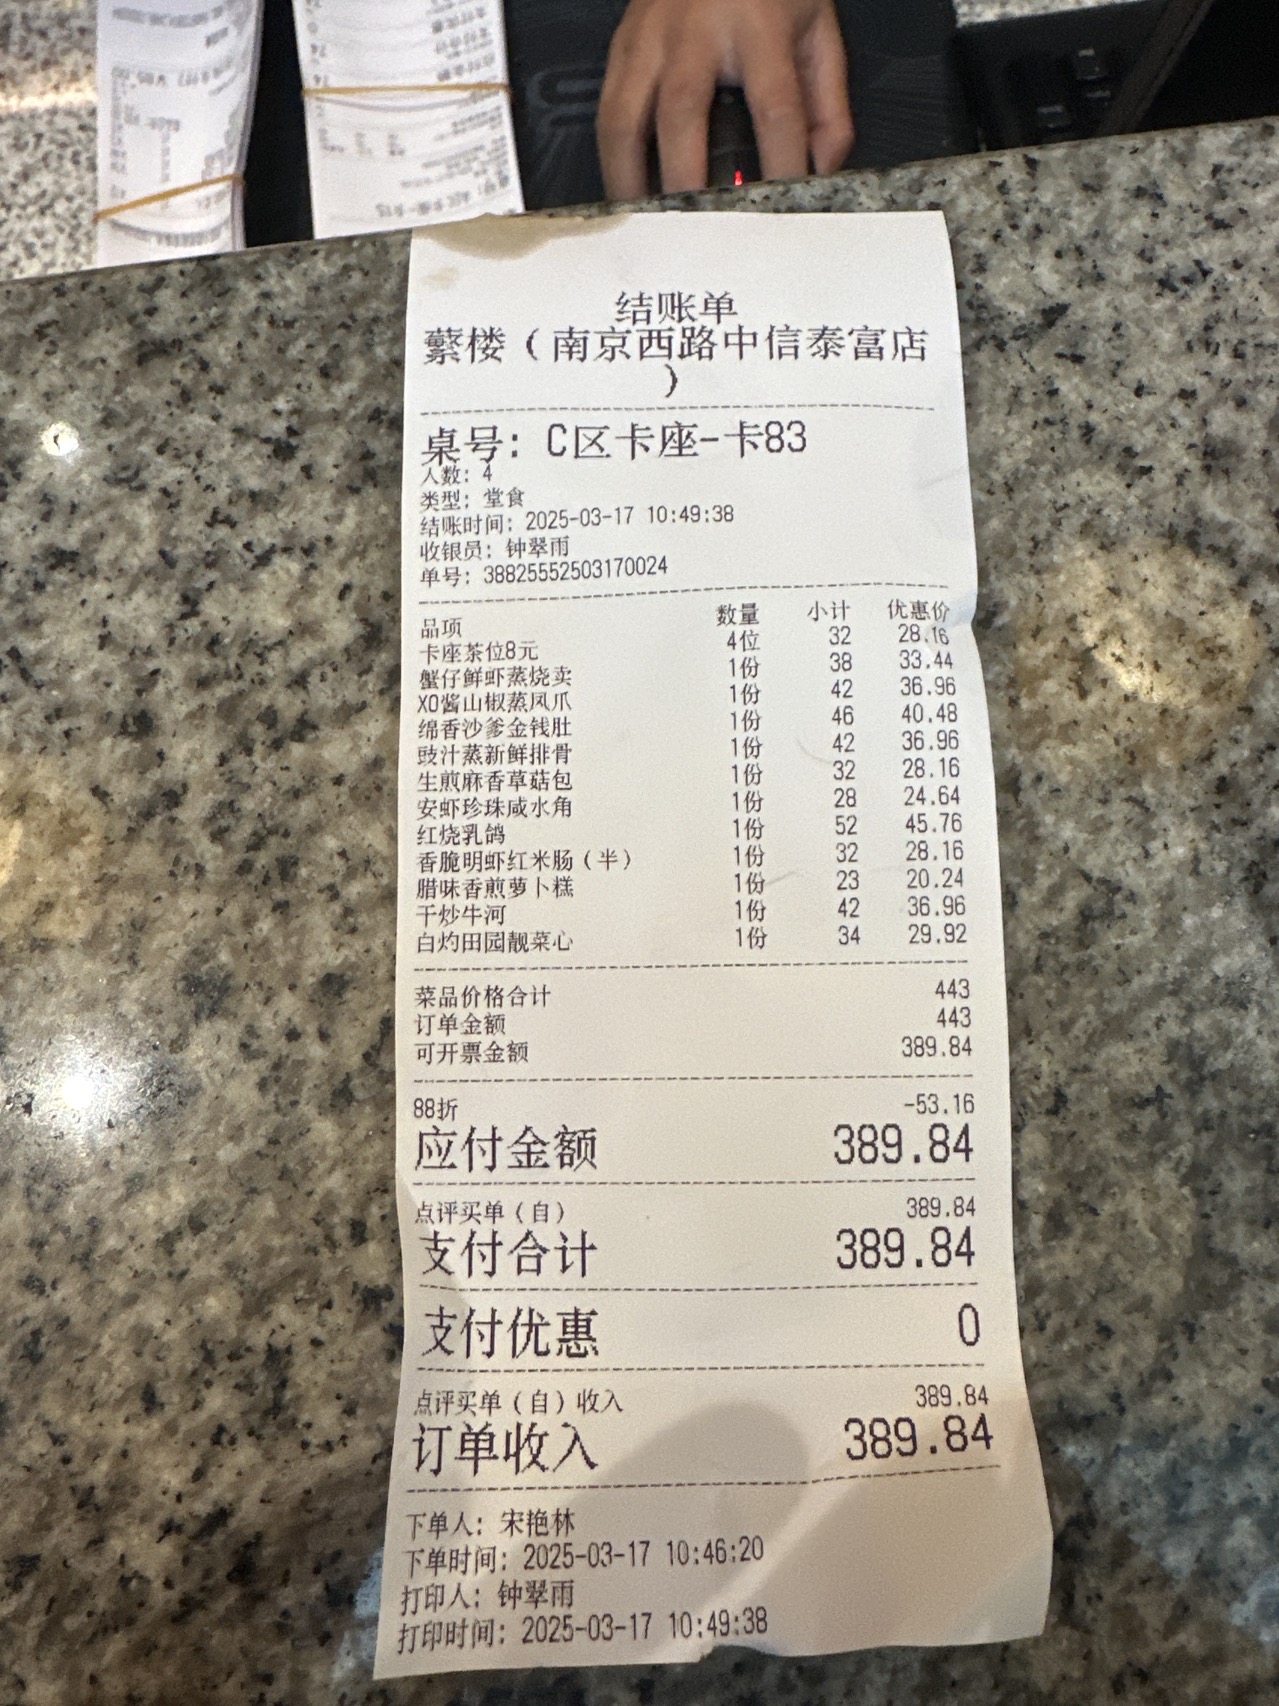 结账单
蘩楼（南京西路中信泰富店
）
桌号: C区卡座-卡83
人数: 4
类型: 堂食
结账时间: 2025-03-17 10:49:38
收银员: 钟翠雨
单号: 38825552503170024
品项 数量 小计 优惠价
卡座茶位8元 4位 32 28.16
蟹仔鲜虾蒸烧卖 1份 38 33.44
XO酱山椒蒸凤爪 1份 42 36.96
绵香沙爹金钱肚 1份 46 40.48
豉汁蒸新鲜排骨 1份 42 36.96
生煎麻香草菇包 1份 32 28.16
安虾珍珠咸水角 1份 28 24.64
红烧乳鸽 1份 52 45.76
香脆明虾红米肠（半） 1份 32 28.16
腊味香煎萝卜糕 1份 23 20.24
干炒牛河 1份 42 36.96
白灼田园靓菜心 1份 34 29.92
菜品价格合计 443
订单金额 443
可开票金额 389.84
88折 -53.16
应付金额 389.84
点评买单（自） 389.84
支付合计 389.84
支付优惠 0
点评买单（自）收入 389.84
订单收入 389.84
下单人: 宋艳林
下单时间: 2025-03-17 10:46:20
打印人: 钟翠雨
打印时间: 2025-03-17 10:49:38